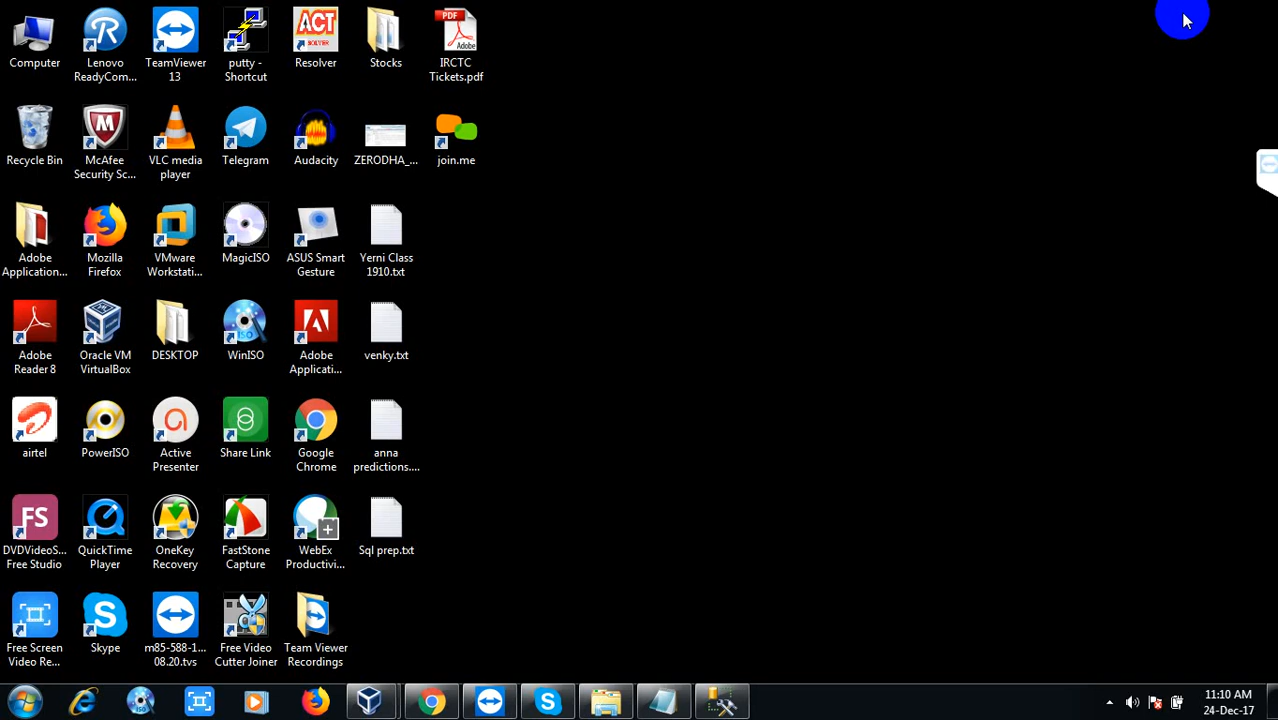 Computer
Lenovo
ReadyCom...
TeamViewer
13
putty -
Shortcut
ACT
SOLVER
Resolver
Stocks
PDF
Adobe
IRCTC
Tickets.pdf
Recycle Bin
McAfee
Security Sc...
VLC media
player
Telegram
Audacity
ZERODHA_...
join.me
Adobe
Application...
Mozilla
Firefox
VMware
Workstati...
MagicISO
ASUS Smart
Gesture
Yerni Class
1910.txt
Adobe
Reader 8
Oracle VM
VirtualBox
DESKTOP
ISO
WinISO
Adobe
Applicati...
venky.txt
airtel
PowerISO
Active
Presenter
Share Link
Google
Chrome
anna
predictions....
FS
DVDVideoS...
Free Studio
QuickTime
Player
OneKey
Recovery
FastStone
Capture
WebEx
Productivi...
Sql prep.txt
Free Screen
Video Re...
Skype
m85-588-1...
08.20.tvs
Free Video
Cutter Joiner
Team Viewer
Recordings
11:10 AM
24-Dec-17